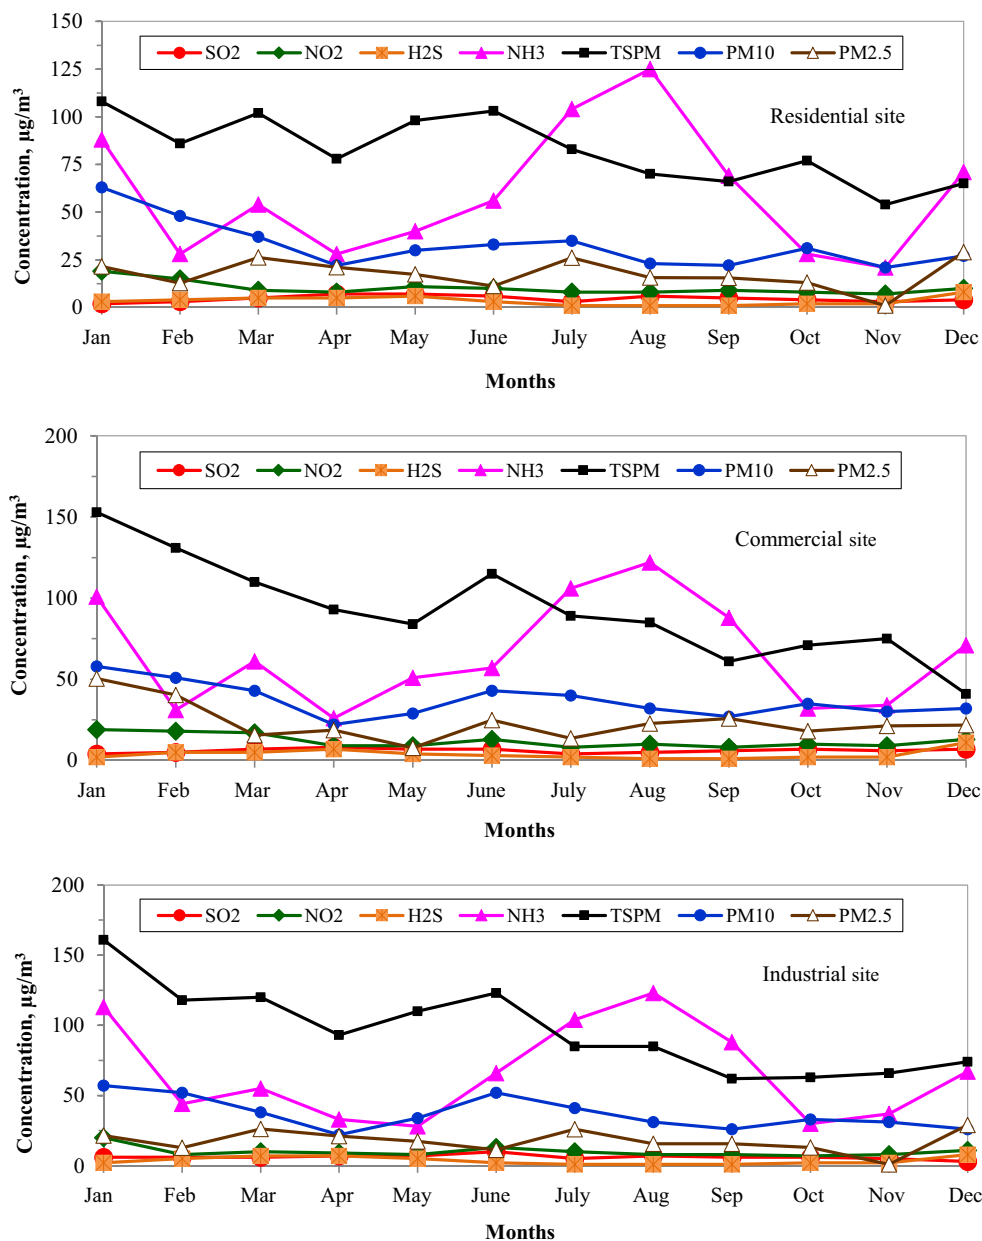 150
125
100
75
50
25
0
Concentration, µg/m³
SO2 NO2 H2S NH3 TSPM PM10 PM2.5
Residential site
Jan Feb Mar Apr May June July Aug Sep Oct Nov Dec
Months
200
150
100
50
0
Concentration, µg/m³
SO2 NO2 H2S NH3 TSPM PM10 PM2.5
Commercial site
Jan Feb Mar Apr May June July Aug Sep Oct Nov Dec
Months
200
150
100
50
0
Concentration, µg/m³
SO2 NO2 H2S NH3 TSPM PM10 PM2.5
Industrial site
Jan Feb Mar Apr May June July Aug Sep Oct Nov Dec
Months